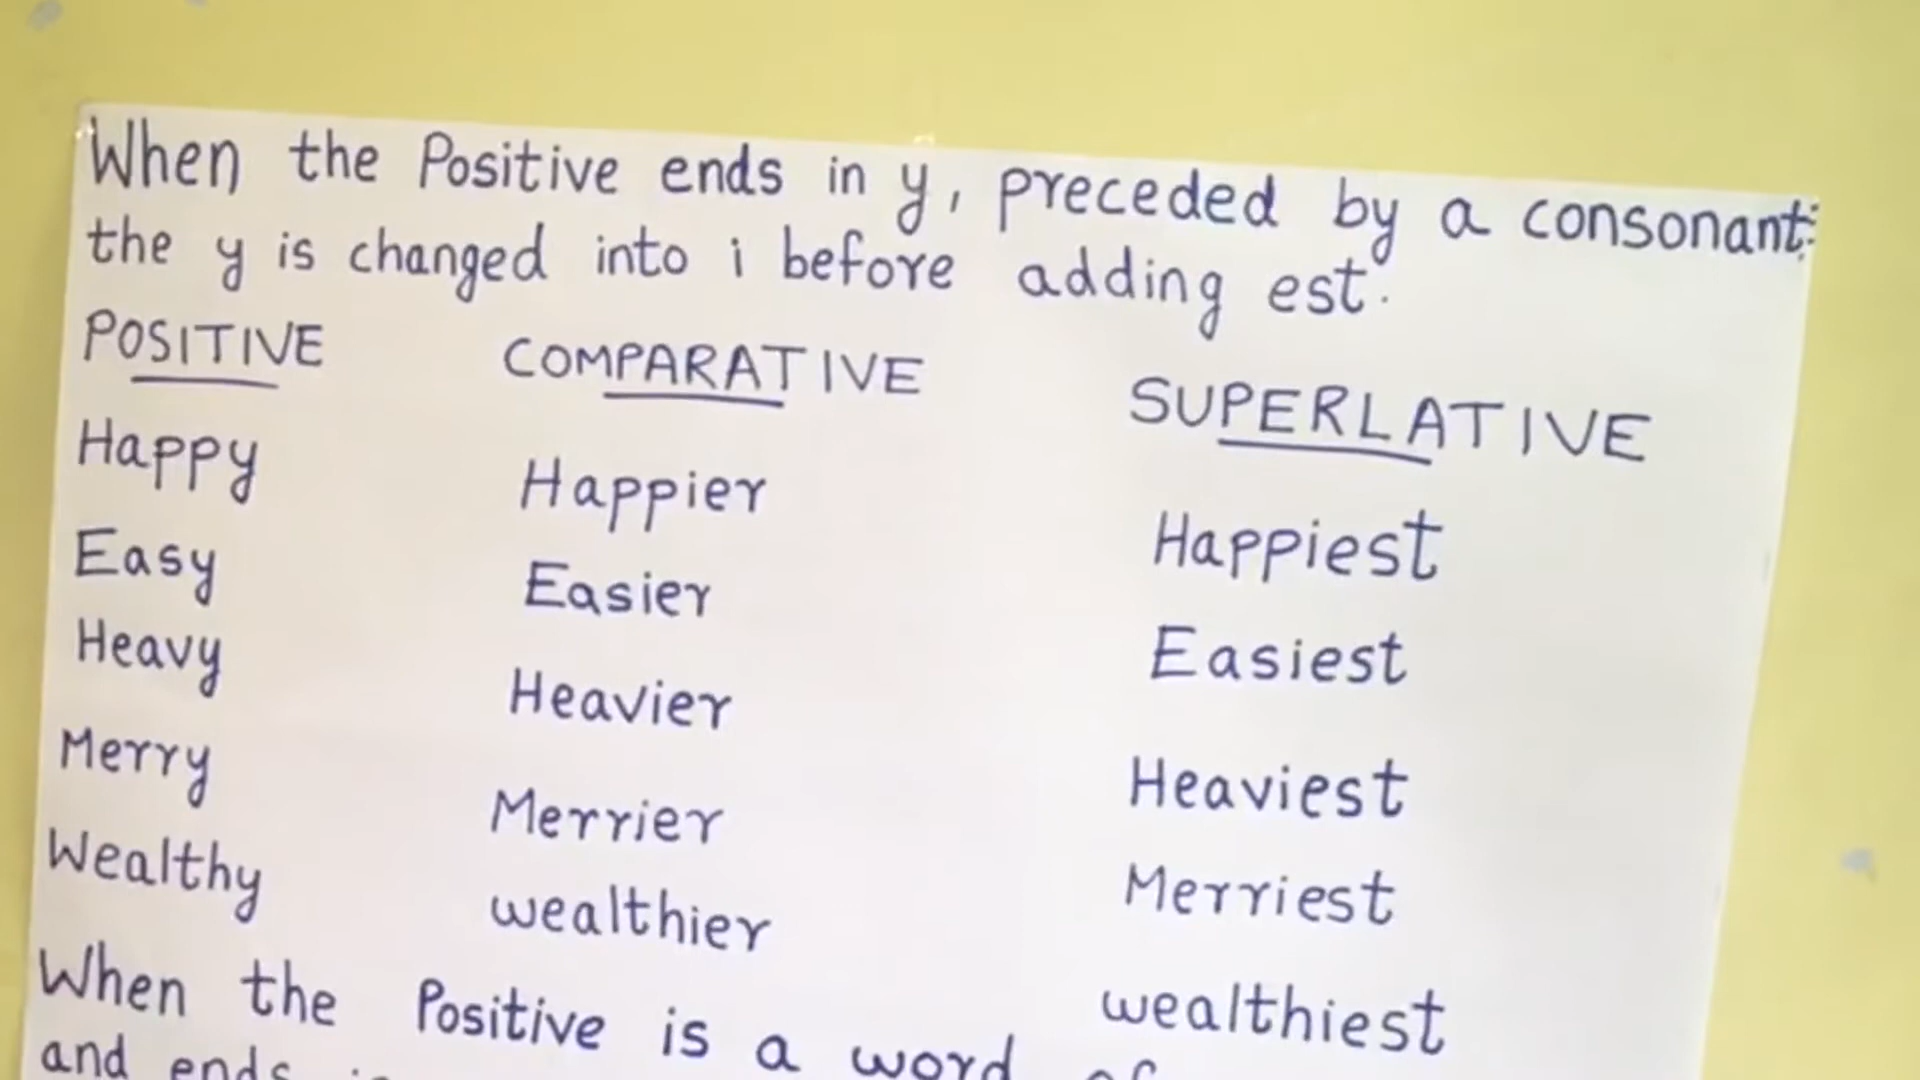 When the Positive ends in y, preceded by a consonant:
the y is changed into i before adding est.
POSITIVE COMPARATIVE SUPERLATIVE
Happy Happier Happiest
Easy Easier Easiest
Heavy Heavier Heaviest
Merry Merrier Merriest
Wealthy wealthier wealthiest
When the Positive is a word of
and ends